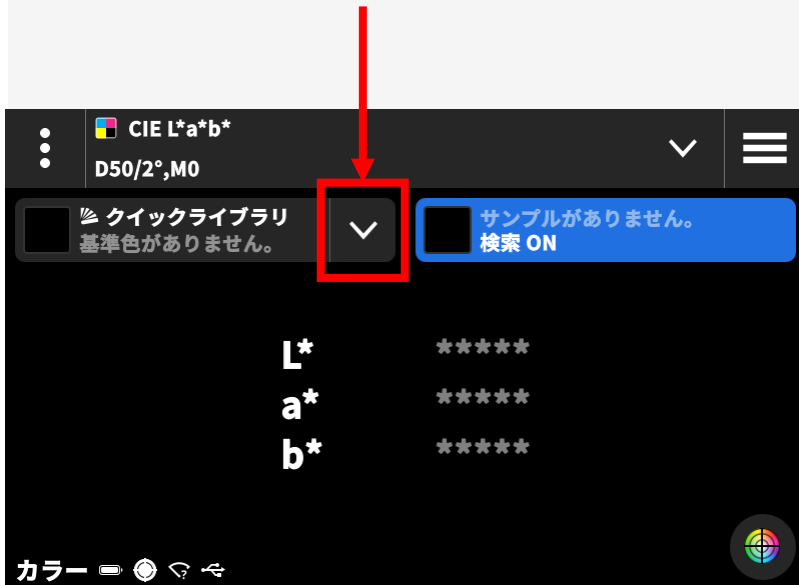 CIE L*a*b*
D50/2°,M0
クイックライブラリ
基準色がありません。
サンプルがありません。
検索 ON
L* *****
a* *****
b* *****
カラー